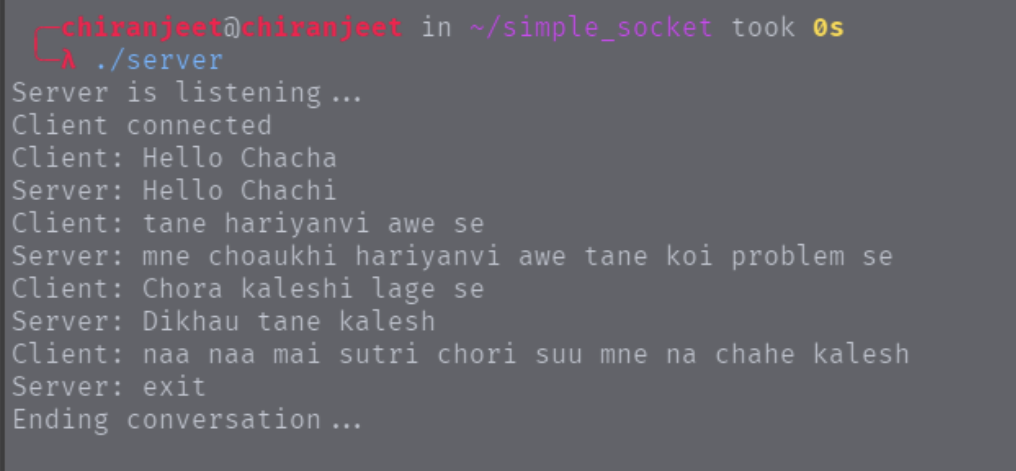 chiranjeet@chiranjeet in ~/simple_socket took 0s
λ ./server
Server is listening...
Client connected
Client: Hello Chacha
Server: Hello Chachi
Client: tane hariyanvi awe se
Server: mne choaukhi hariyanvi awe tane koi problem se
Client: Chora kaleshi lage se
Server: Dikhau tane kalesh
Client: naa naa mai sutri chori suu mne na chahe kalesh
Server: exit
Ending conversation...